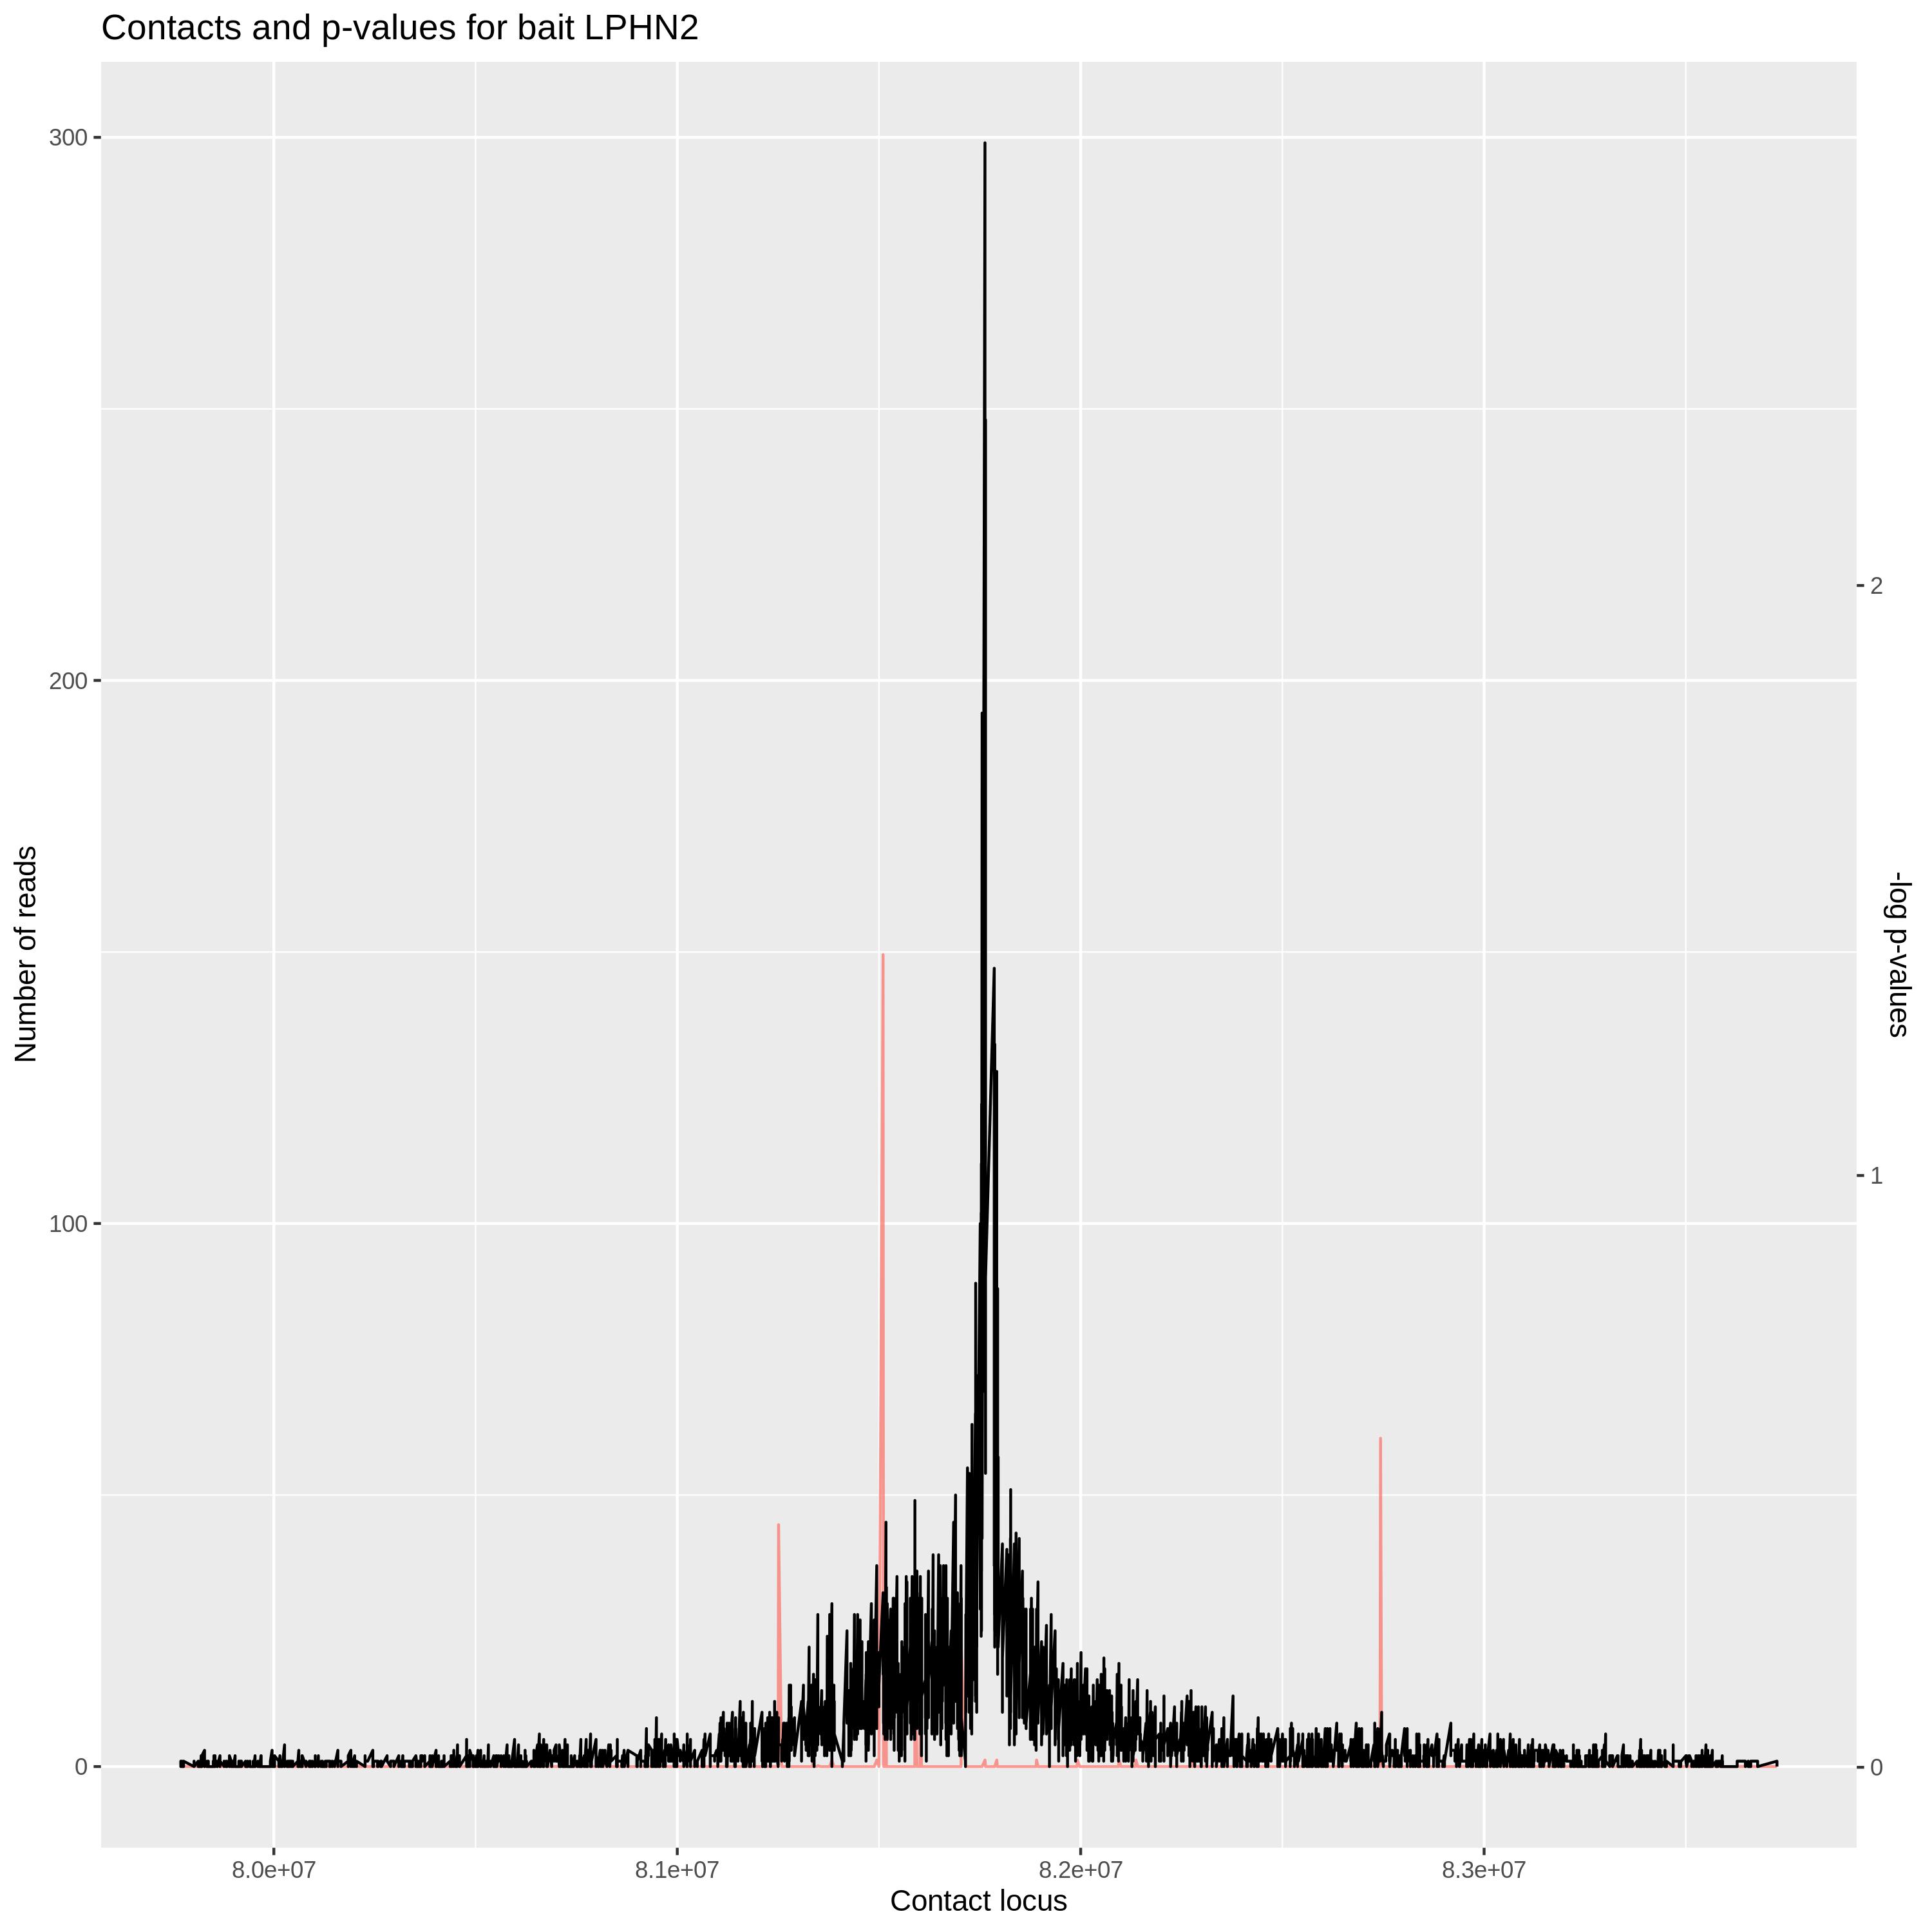 Contacts and p-values for bait LPHN2
300
200
100
0
Number of reads
2
1
0
-log p-values
8.0e+07
8.1e+07
8.2e+07
8.3e+07
Contact locus